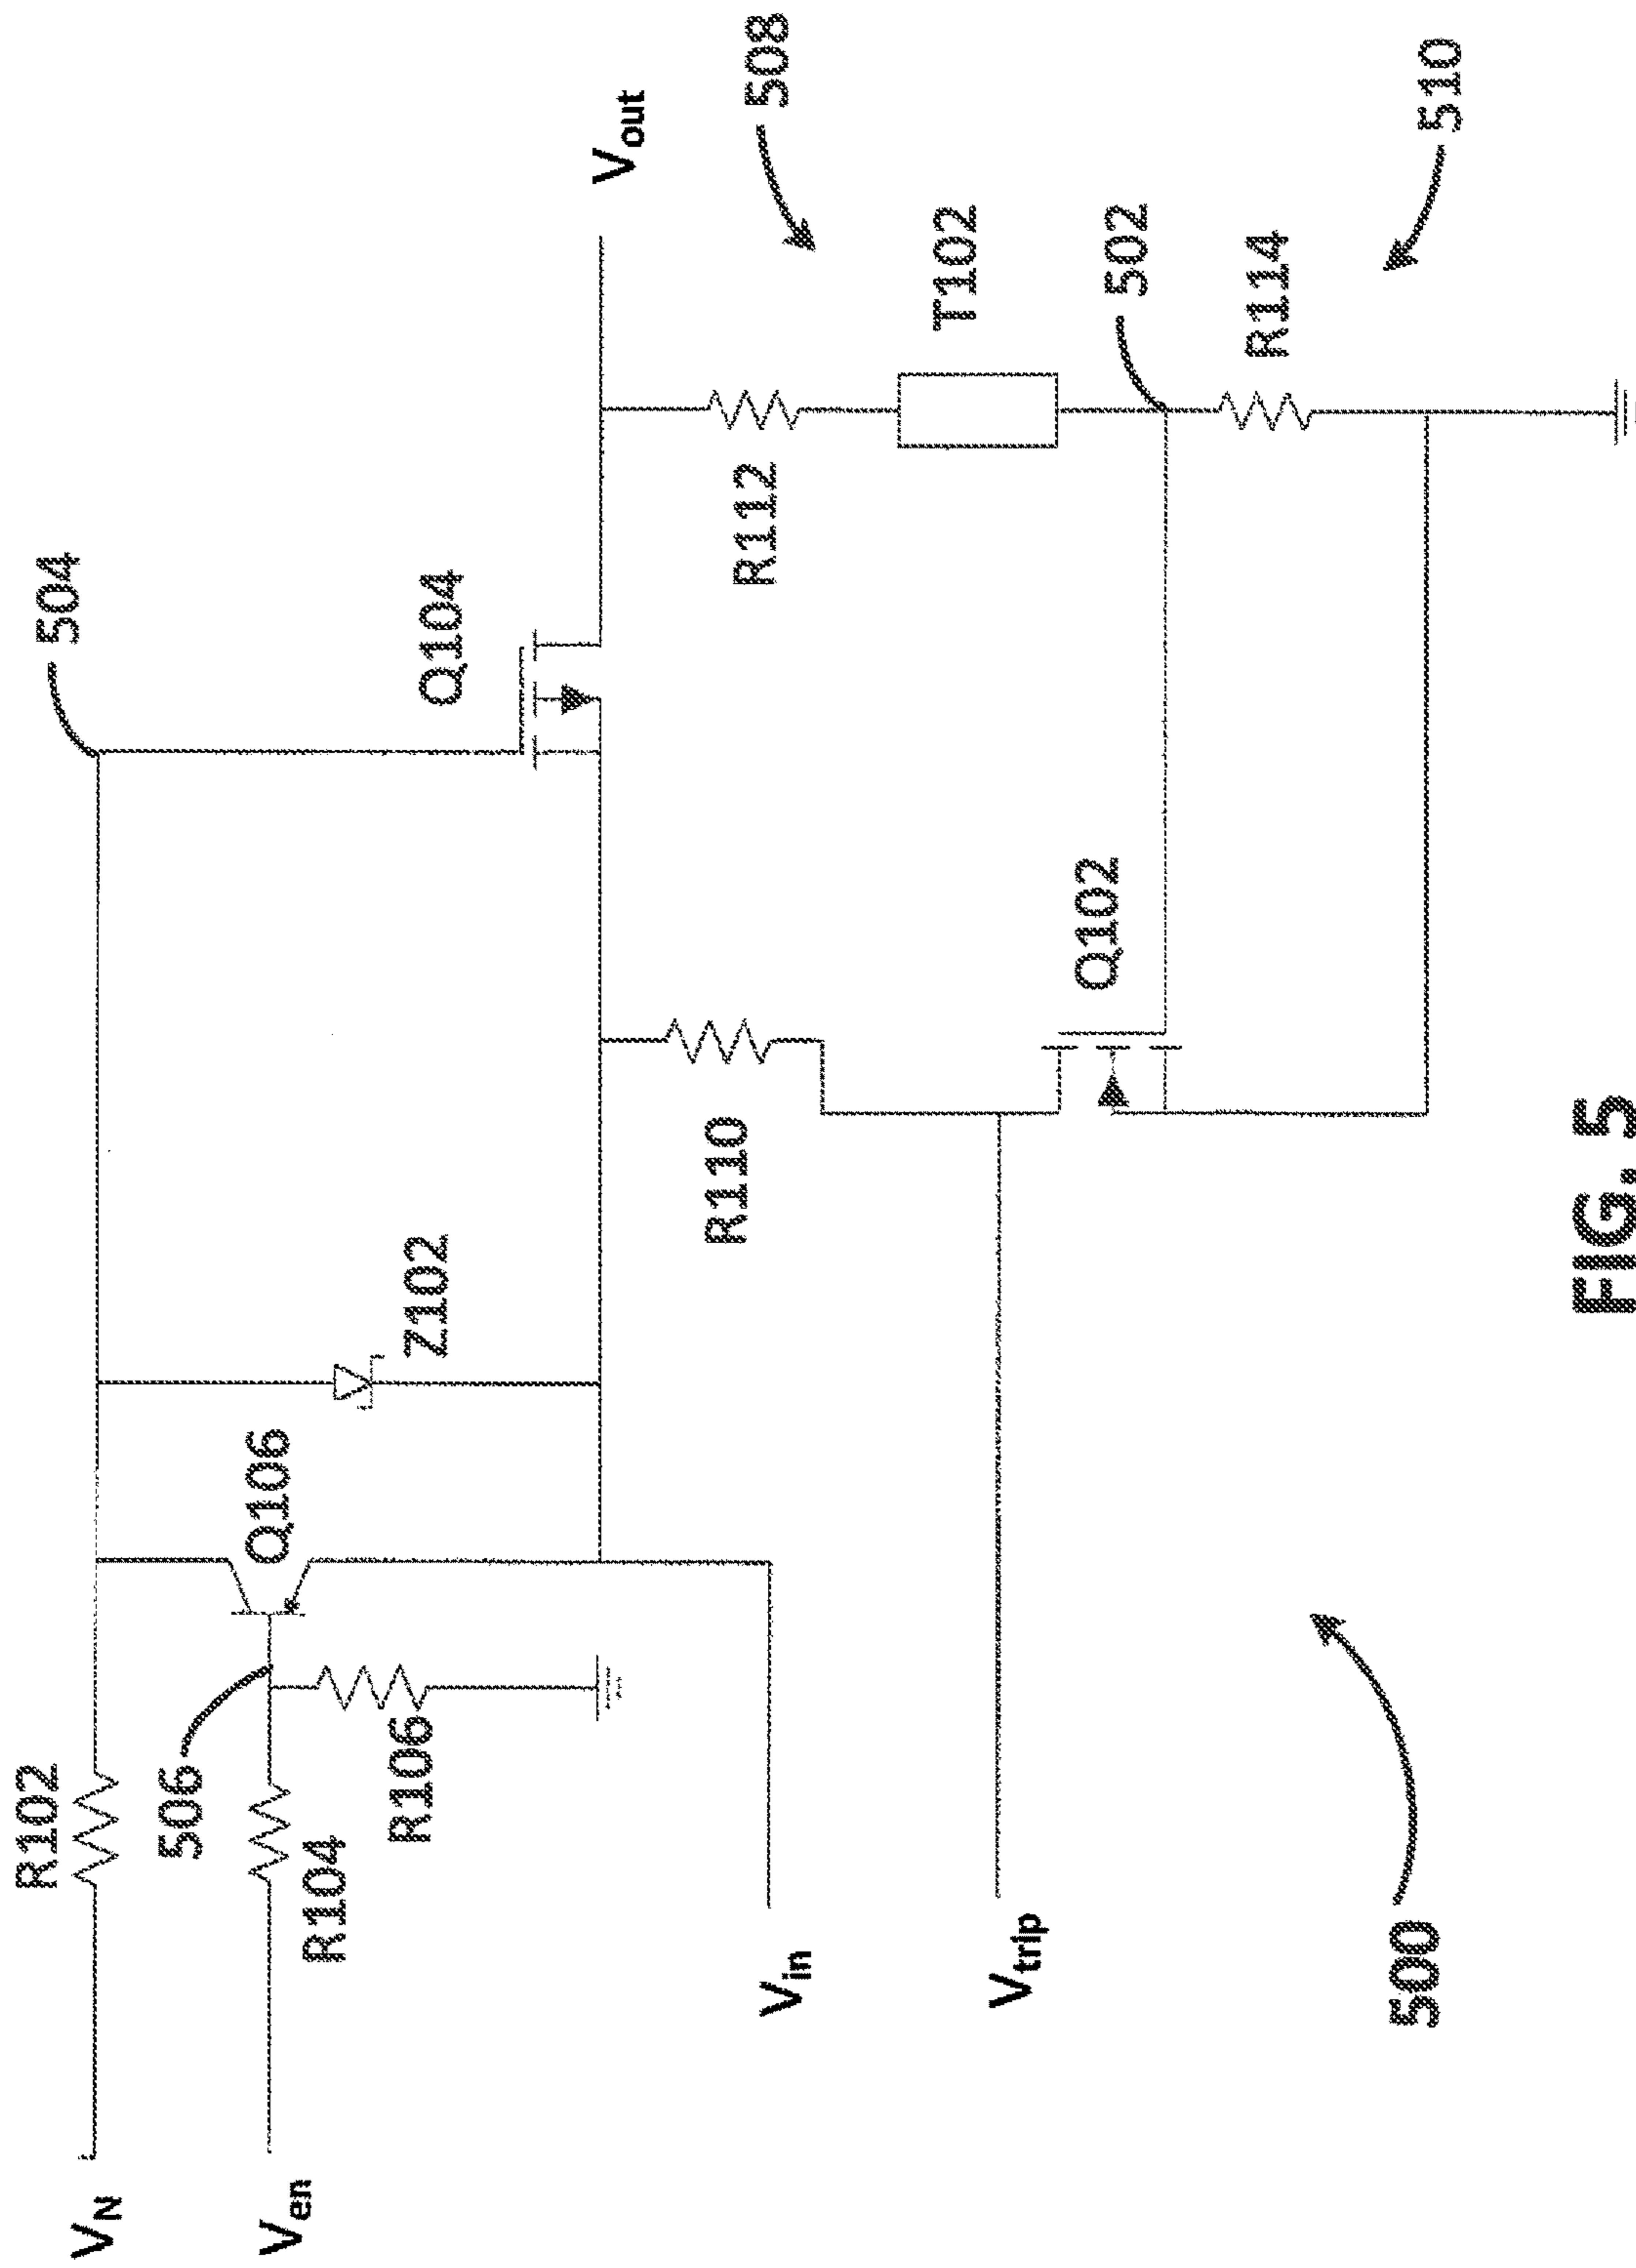 504
V_N
R102
Q104
V_out
506
Q106
Z102
V_en
R104
R106
508
R110
R112
T102
V_in
Q102
502
V_trip
R114
510
500
FIG. 5